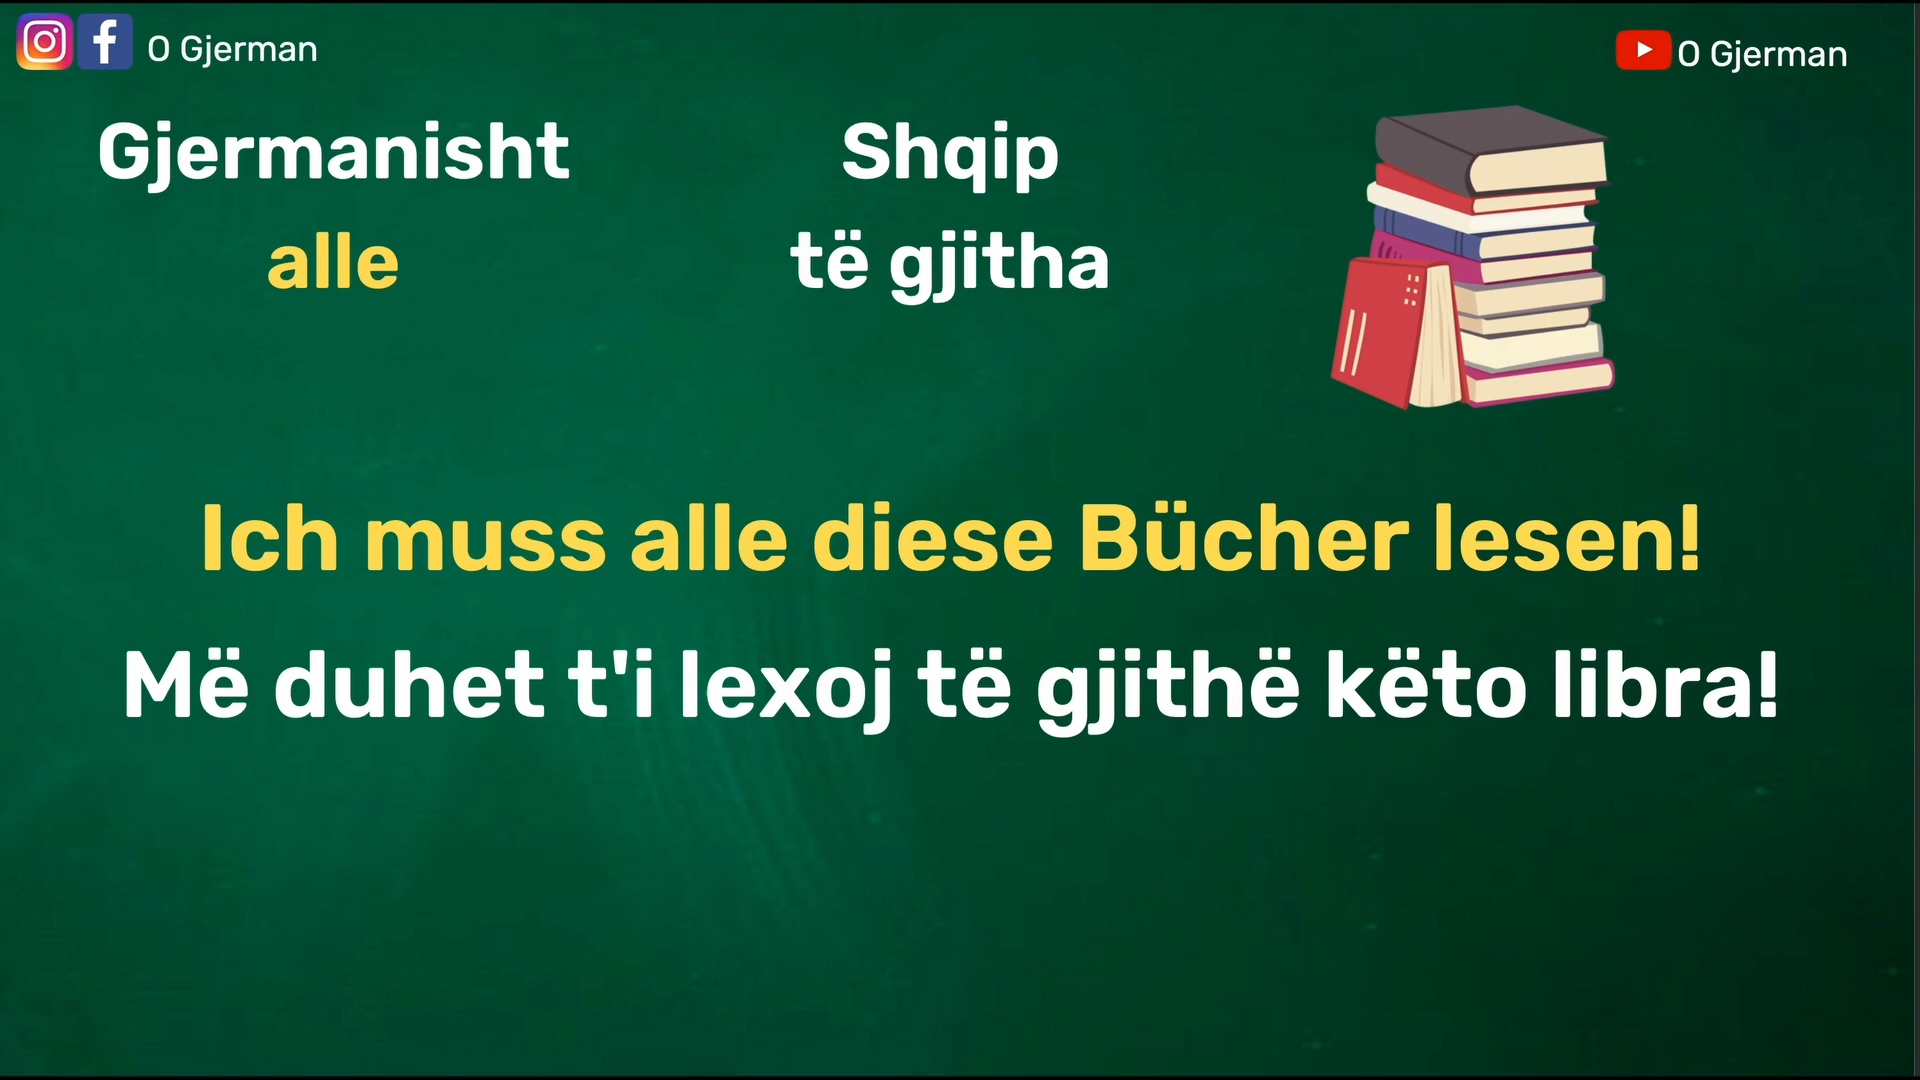 O Gjerman
O Gjerman
Gjermanisht
Shqip
alle
të gjitha
Ich muss alle diese Bücher lesen!
Më duhet t'i lexoj të gjithë këto libra!